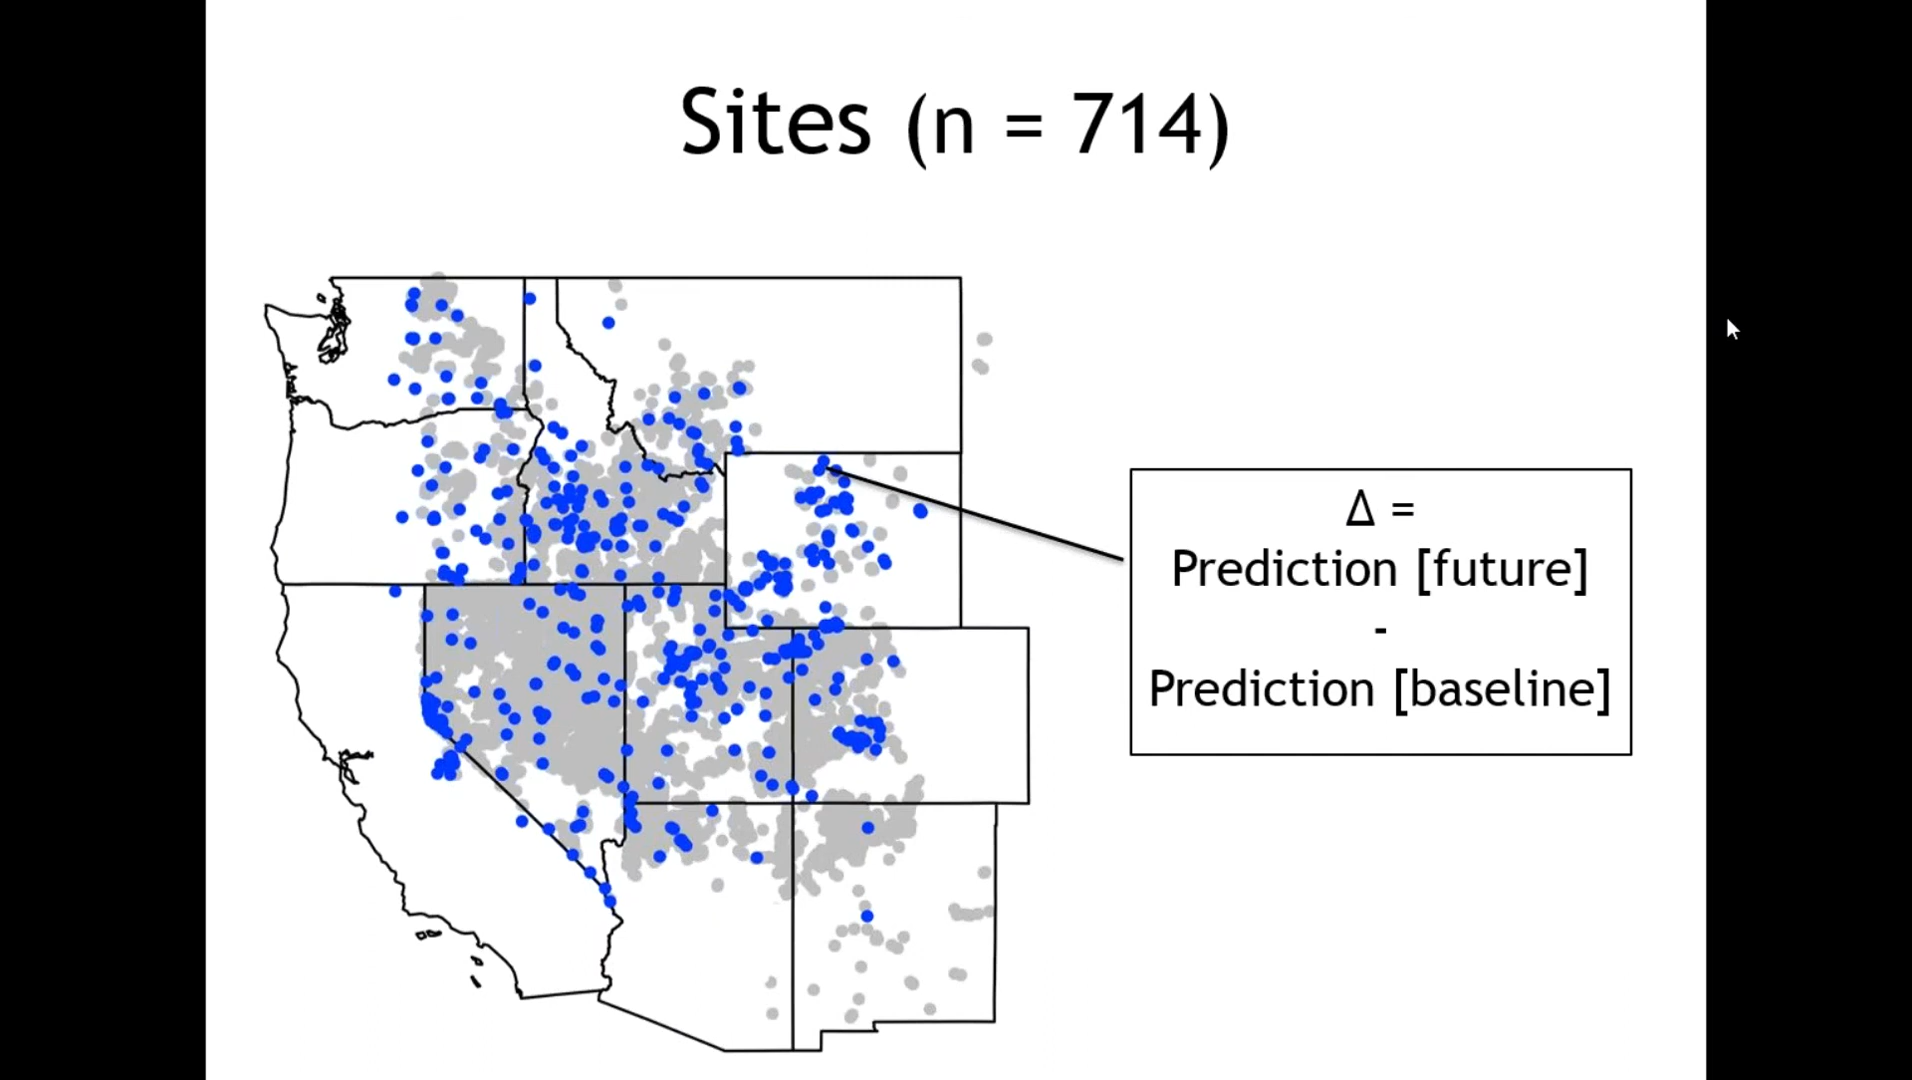 Sites (n = 714)
Δ =
Prediction [future]
-
Prediction [baseline]